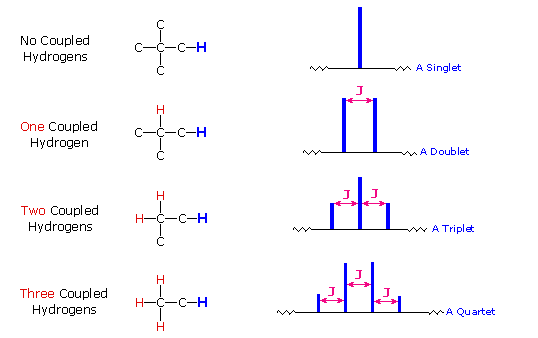 No Coupled
Hydrogens
C
C C C H
C
A Singlet
One Coupled
Hydrogen
H
C C C H
C
J
A Doublet
Two Coupled
Hydrogens
H
H C C H
C
J J
A Triplet
Three Coupled
Hydrogens
H
H C C H
H
J
J J
A Quartet